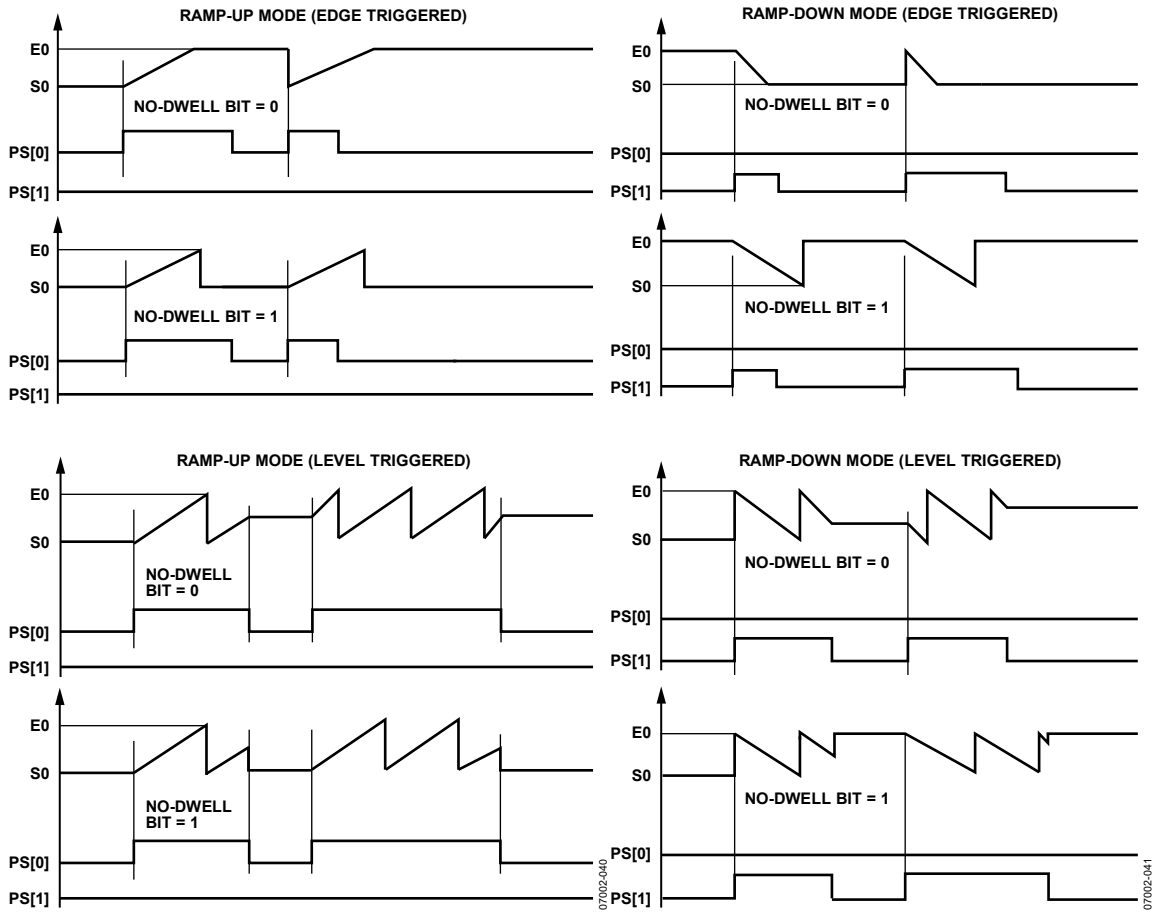 RAMP-UP MODE (EDGE TRIGGERED)
E0
S0
NO-DWELL BIT = 0
PS[0]
PS[1]
E0
S0
NO-DWELL BIT = 1
PS[0]
PS[1]
RAMP-DOWN MODE (EDGE TRIGGERED)
E0
S0
NO-DWELL BIT = 0
PS[0]
PS[1]
E0
S0
NO-DWELL BIT = 1
PS[0]
PS[1]
RAMP-UP MODE (LEVEL TRIGGERED)
E0
S0
NO-DWELL
BIT = 0
PS[0]
PS[1]
E0
S0
NO-DWELL
BIT = 1
PS[0]
PS[1]
07002-040
RAMP-DOWN MODE (LEVEL TRIGGERED)
E0
S0
NO-DWELL BIT = 0
PS[0]
PS[1]
E0
S0
NO-DWELL BIT = 1
PS[0]
PS[1]
07002-041